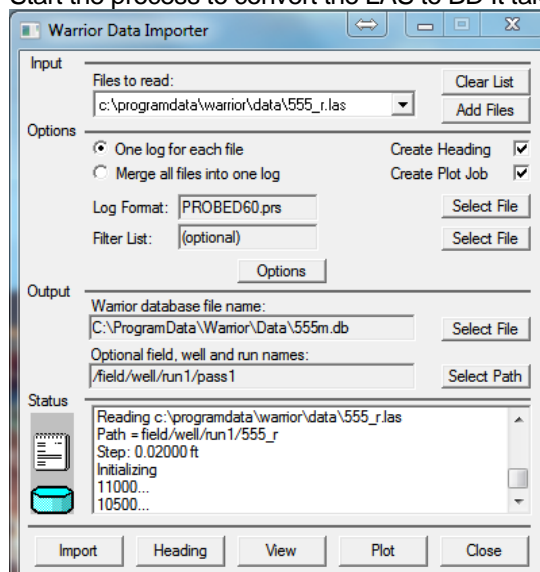 Start the process to convert the LAS to DB It tak
Warrior Data Importer
Input
Files to read:
Clear List
c:\programdata\warrior\data\555_r.las
Add Files
Options
One log for each file
Create Heading
Merge all files into one log
Create Plot Job
Log Format: PROBED60.prs
Select File
Filter List: (optional)
Select File
Options
Output
Warrior database file name:
C:\ProgramData\Warrior\Data\555m.db
Select File
Optional field, well and run names:
/field/well/run1/pass1
Select Path
Status
Reading c:\programdata\warrior\data\555_r.las
Path = field/well/run1/555_r
Step: 0.02000 ft
Initializing
11000...
10500...
Import Heading View Plot Close